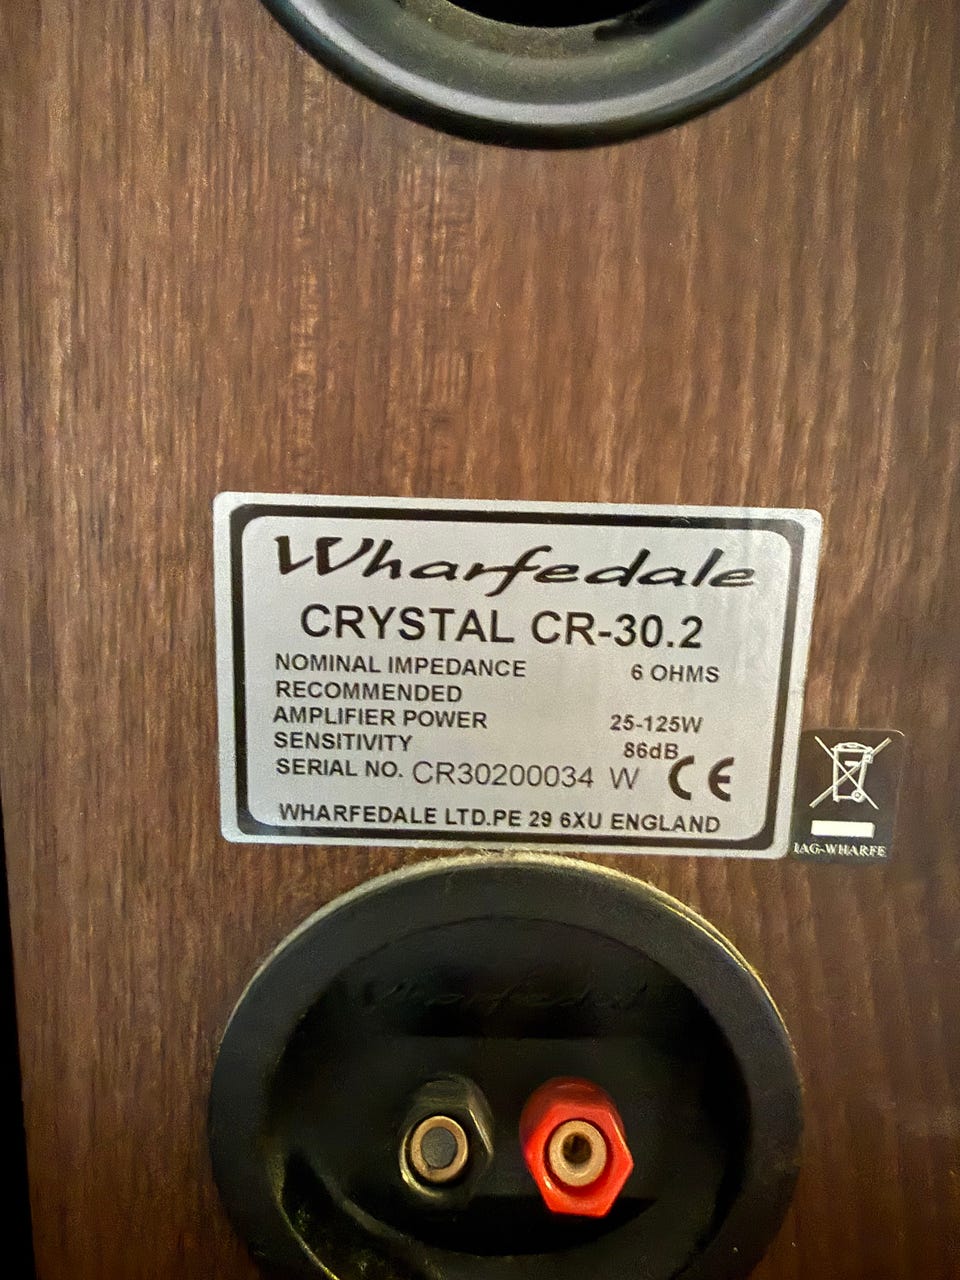 Wharfedale
CRYSTAL CR-30.2
NOMINAL IMPEDANCE 6 OHMS
RECOMMENDED
AMPLIFIER POWER 25-125W
SENSITIVITY 86dB
SERIAL NO. CR30200034 W CE
WHARFEDALE LTD.PE 29 6XU ENGLAND
IAG-WHARFE
Wharfedale